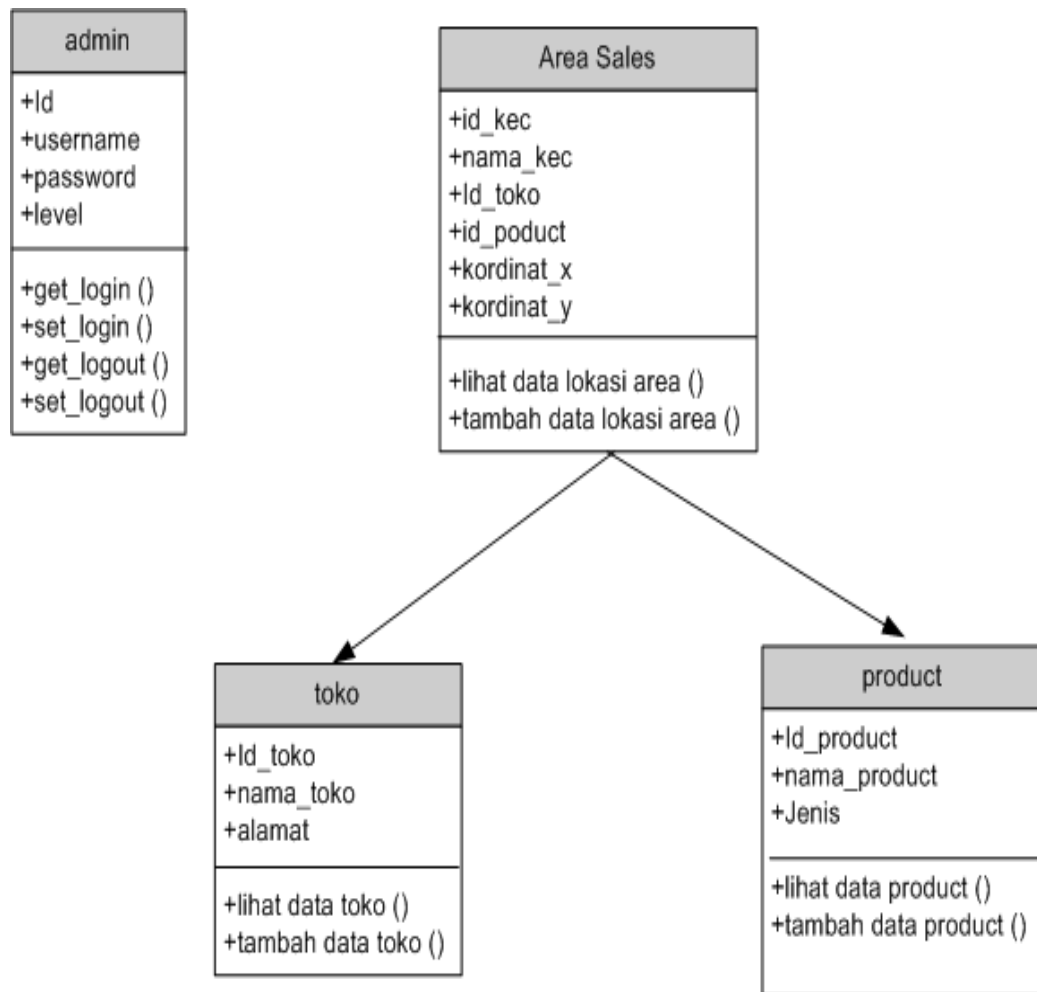 admin
+Id
+username
+password
+level
+get_login ()
+set_login ()
+get_logout ()
+set_logout ()
Area Sales
+id_kec
+nama_kec
+Id_toko
+id_poduct
+kordinat_x
+kordinat_y
+lihat data lokasi area ()
+tambah data lokasi area ()
toko
+Id_toko
+nama_toko
+alamat
+lihat data toko ()
+tambah data toko ()
product
+Id_product
+nama_product
+Jenis
+lihat data product ()
+tambah data product ()